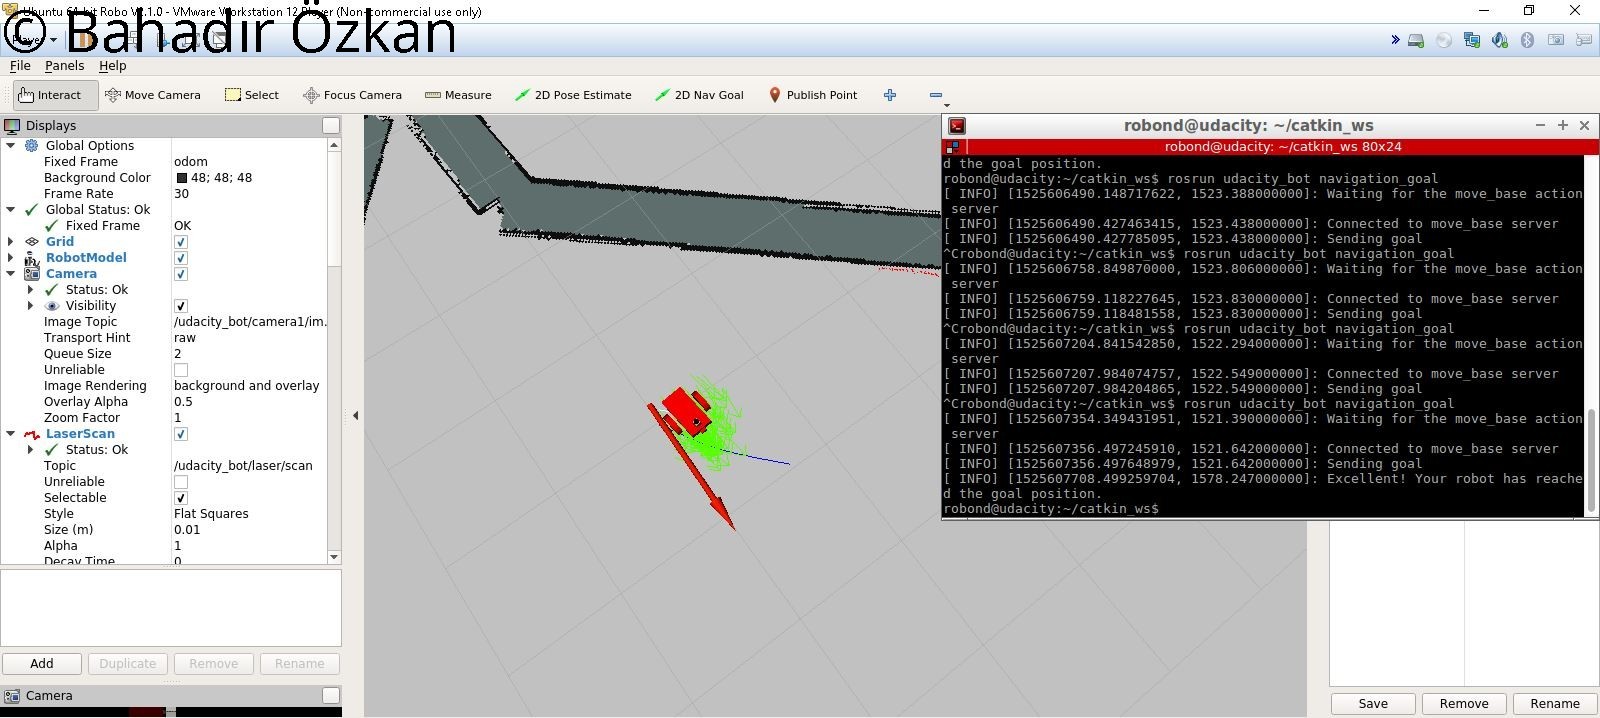 Ubuntu 64-bit Robo V2.1.0 - VMware Workstation 12 Player (Non-commercial use only)
© Bahadır Özkan
Player
File Panels Help
Interact Move Camera Select Focus Camera Measure 2D Pose Estimate 2D Nav Goal Publish Point
Displays
Global Options
Fixed Frame odom
Background Color 48; 48; 48
Frame Rate 30
Global Status: Ok
Fixed Frame OK
Grid
RobotModel
Camera
Status: Ok
Visibility
Image Topic /udacity_bot/camera1/im.
Transport Hint raw
Queue Size 2
Unreliable
Image Rendering background and overlay
Overlay Alpha 0.5
Zoom Factor 1
LaserScan
Status: Ok
Topic /udacity_bot/laser/scan
Unreliable
Selectable
Style Flat Squares
Size (m) 0.01
Alpha 1
Decay Time 0
Add Duplicate Remove Rename
Camera
robond@udacity: ~/catkin_ws
robond@udacity: ~/catkin_ws 80x24
d the goal position.
robond@udacity:~/catkin_ws$ rosrun udacity_bot navigation_goal
[ INFO] [1525606490.148717622, 1523.388000000]: Waiting for the move_base action
server
[ INFO] [1525606490.427463415, 1523.438000000]: Connected to move_base server
[ INFO] [1525606490.427785095, 1523.438000000]: Sending goal
^Crobond@udacity:~/catkin_ws$ rosrun udacity_bot navigation_goal
[ INFO] [1525606758.849870000, 1523.806000000]: Waiting for the move_base action
server
[ INFO] [1525606759.118227645, 1523.830000000]: Connected to move_base server
[ INFO] [1525606759.118481558, 1523.830000000]: Sending goal
^Crobond@udacity:~/catkin_ws$ rosrun udacity_bot navigation_goal
[ INFO] [1525607204.841542850, 1522.294000000]: Waiting for the move_base action
server
[ INFO] [1525607207.984074757, 1522.549000000]: Connected to move_base server
[ INFO] [1525607207.984204865, 1522.549000000]: Sending goal
^Crobond@udacity:~/catkin_ws$ rosrun udacity_bot navigation_goal
[ INFO] [1525607354.349431951, 1521.390000000]: Waiting for the move_base action
server
[ INFO] [1525607356.497245910, 1521.642000000]: Connected to move_base server
[ INFO] [1525607356.497648979, 1521.642000000]: Sending goal
[ INFO] [1525607708.499259704, 1578.247000000]: Excellent! Your robot has reache
d the goal position.
robond@udacity:~/catkin_ws$
Save Remove Rename